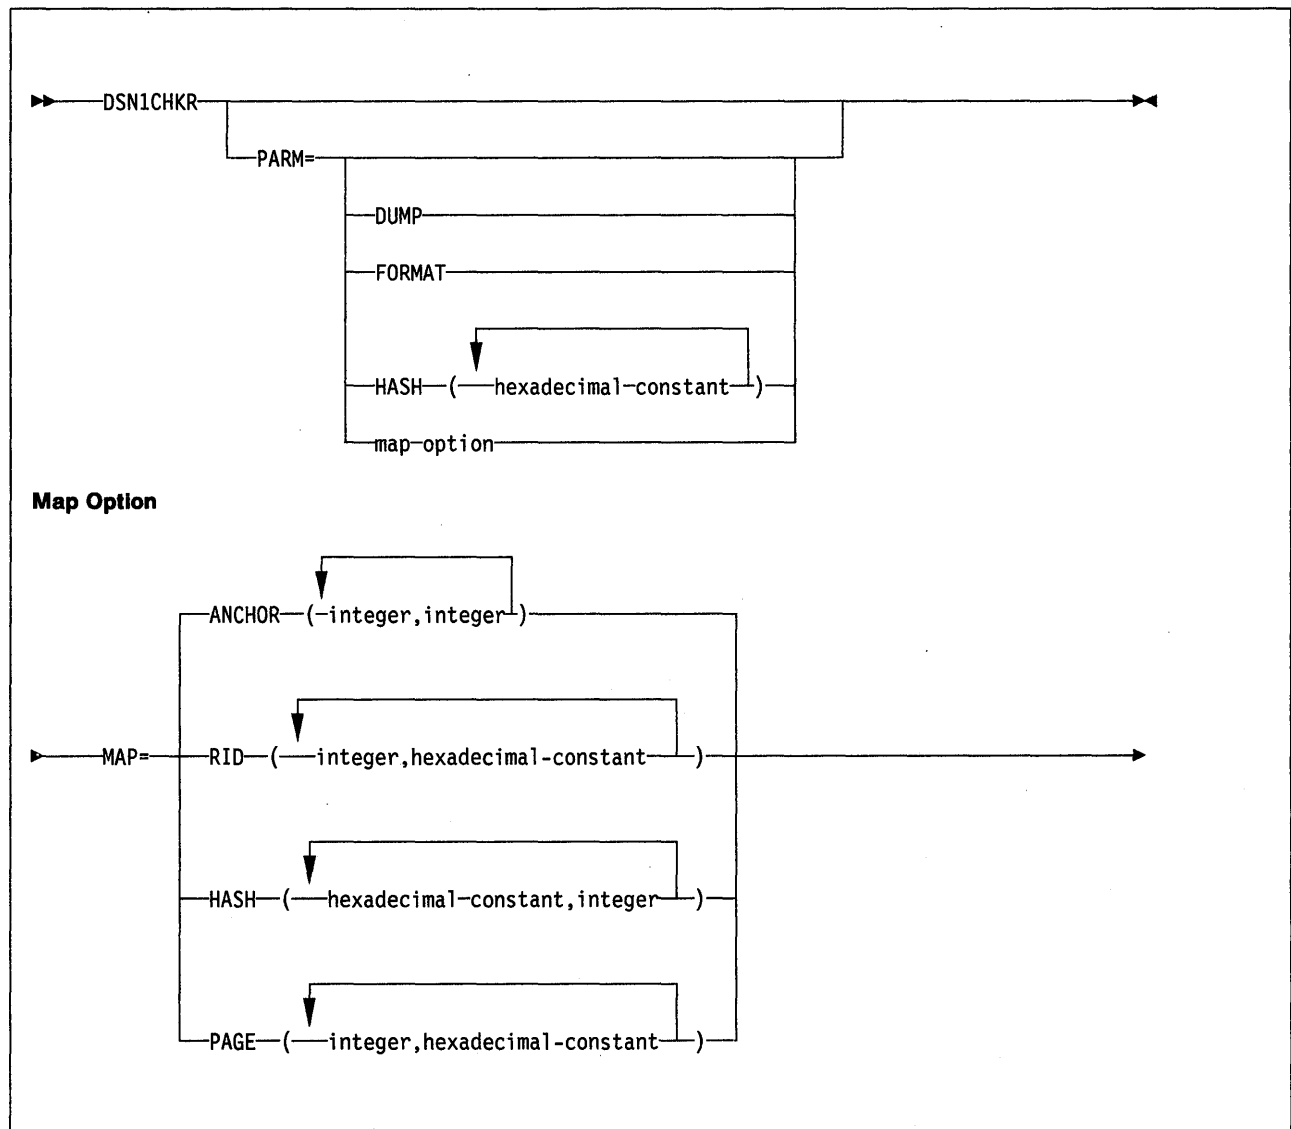 DSN1CHKR
PARM=
DUMP
FORMAT
HASH ( hexadecimal-constant )
map-option
Map Option
ANCHOR ( integer,integer )
MAP= RID ( integer,hexadecimal-constant )
HASH ( hexadecimal-constant,integer )
PAGE ( integer,hexadecimal-constant )